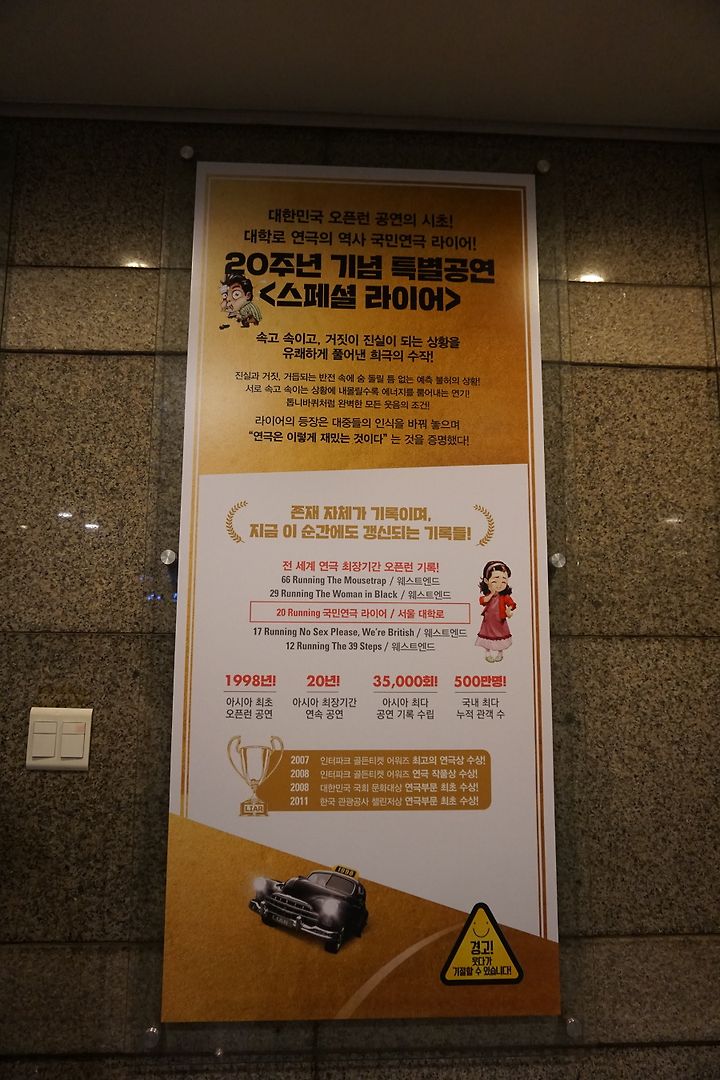 대한민국 오픈런 공연의 시초!
대학로 연극의 역사 국민연극 라이어!
20주년 기념 특별공연
<스페셜 라이어>
속고 속이고, 거짓이 진실이 되는 상황을
유쾌하게 풀어낸 희극의 수작!
진실과 거짓, 거듭되는 반전 속에 숨 돌릴 틈 없는 예측 불허의 상황!
서로 속고 속이는 상황에 내몰릴수록 에너지를 뿜어내는 연기!
톱니바퀴처럼 완벽한 모든 웃음의 조건!
라이어의 등장은 대중들의 인식을 바꿔 놓으며
“연극은 이렇게 재밌는 것이다” 는 것을 증명했다!
존재 자체가 기록이며,
지금 이 순간에도 갱신되는 기록들!
전 세계 연극 최장기간 오픈런 기록!
66 Running The Mousetrap / 웨스트엔드
29 Running The Woman in Black / 웨스트엔드
20 Running 국민연극 라이어 / 서울 대학로
17 Running No Sex Please, We're British / 웨스트엔드
12 Running The 39 Steps / 웨스트엔드
1998년! 20년! 35,000회! 500만명!
아시아 최초 아시아 최장기간 아시아 최다 국내 최다
오픈런 공연 연속 공연 공연 기록 수립 누적 관객 수
2007 인터파크 골든티켓 어워즈 최고의 연극상 수상!
2008 인터파크 골든티켓 어워즈 연극 작품상 수상!
2008 대한민국 국회 문화대상 연극부문 최초 수상!
2011 한국 관광공사 챌린저상 연극부문 최초 수상!
LIAR
1998
LIAR
경고!
웃다가
기절할 수 있습니다!